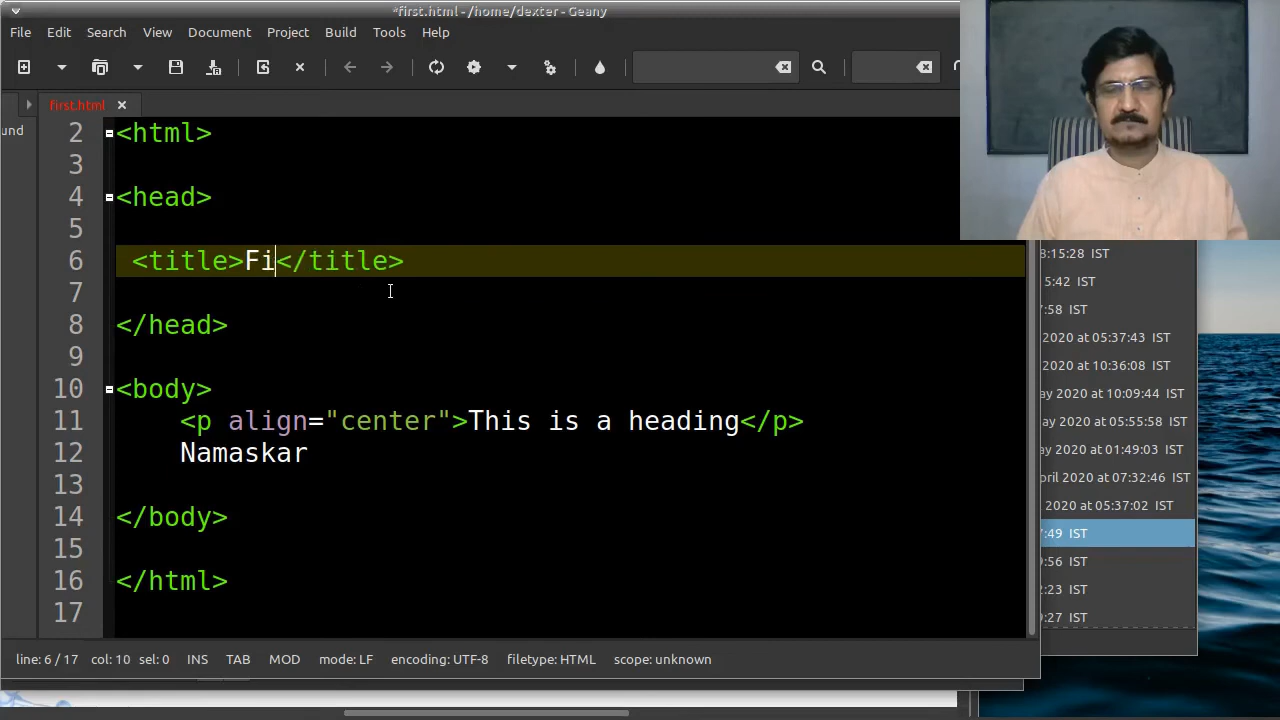 *first.html - /home/dexter - Geany
File Edit Search View Document Project Build Tools Help
first.html
und
2 <html>
3
4 <head>
5
6 <title>Fi</title>
7
8 </head>
9
10 <body>
11 <p align="center">This is a heading</p>
12 Namaskar
13
14 </body>
15
16 </html>
17
8:15:28 IST
5:42 IST
:58 IST
2020 at 05:37:43 IST
2020 at 10:36:08 IST
ay 2020 at 10:09:44 IST
ay 2020 at 05:55:58 IST
ay 2020 at 01:49:03 IST
pril 2020 at 07:32:46 IST
2020 at 05:37:02 IST
7:49 IST
:56 IST
2:23 IST
:27 IST
line: 6 / 17 col: 10 sel: 0 INS TAB MOD mode: LF encoding: UTF-8 filetype: HTML scope: unknown